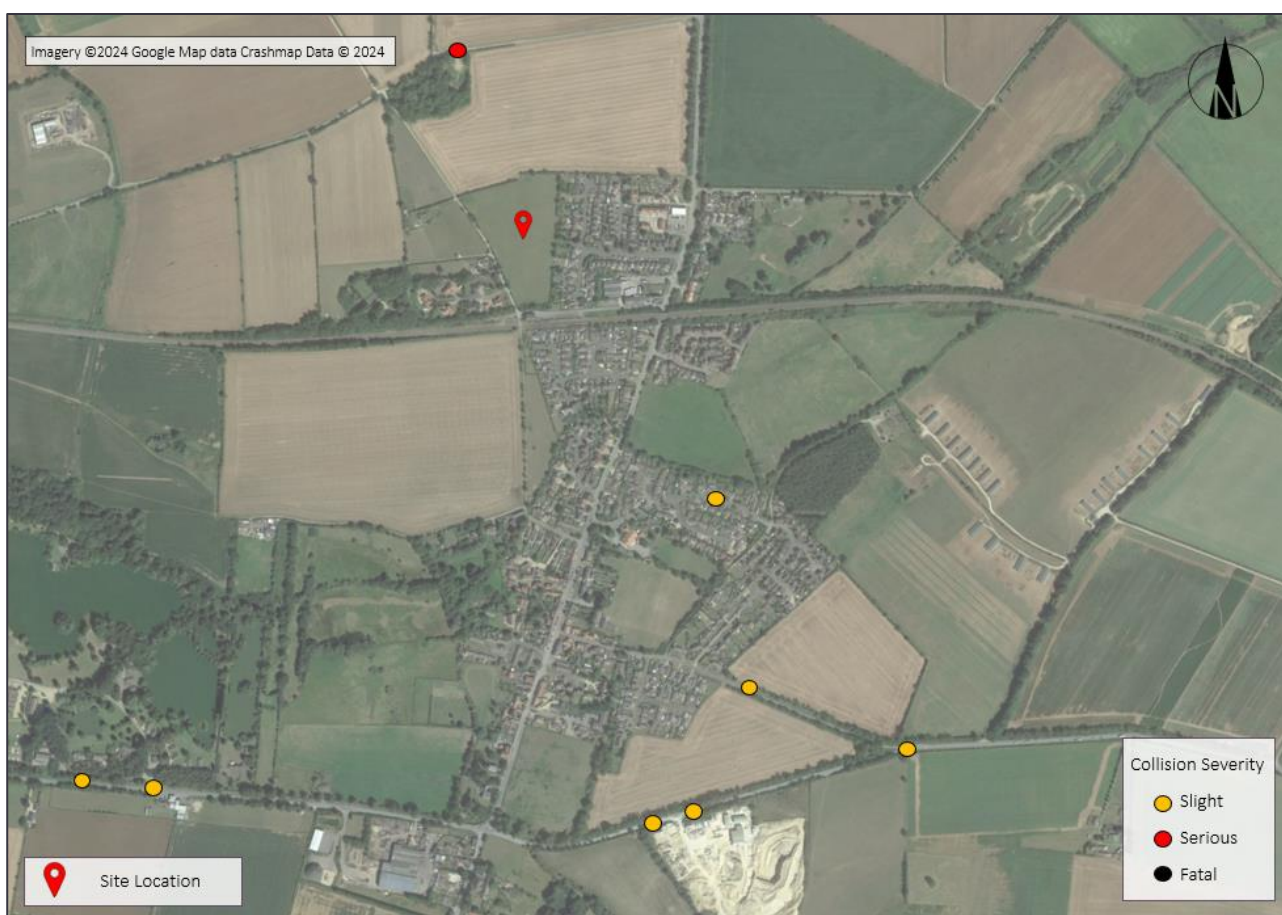 Imagery ©2024 Google Map data Crashmap Data © 2024
N
Collision Severity
Slight
Serious
Fatal
Site Location